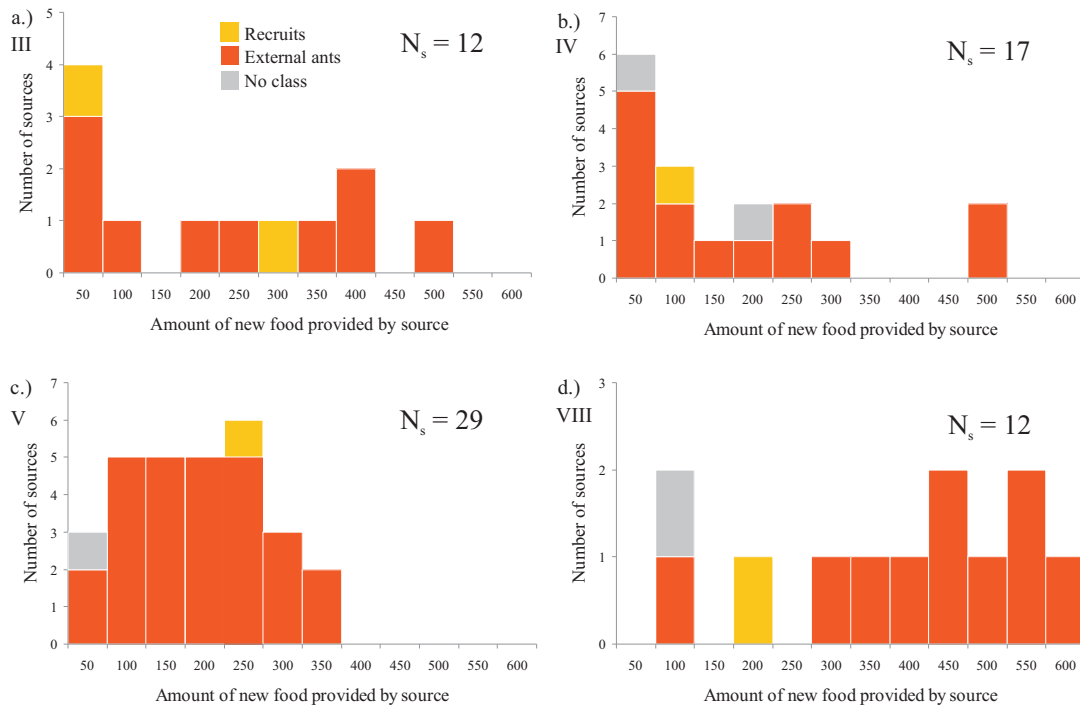 a.)
III
Recruits
External ants
No class
N_s = 12
5
4
3
2
1
0
Number of sources
50 100 150 200 250 300 350 400 450 500 550 600
Amount of new food provided by source
b.)
IV
N_s = 17
7
6
5
4
3
2
1
0
Number of sources
50 100 150 200 250 300 350 400 450 500 550 600
Amount of new food provided by source
c.)
V
N_s = 29
7
6
5
4
3
2
1
0
Number of sources
50 100 150 200 250 300 350 400 450 500 550 600
Amount of new food provided by source
d.)
VIII
N_s = 12
3
2
1
0
Number of sources
50 100 150 200 250 300 350 400 450 500 550 600
Amount of new food provided by source